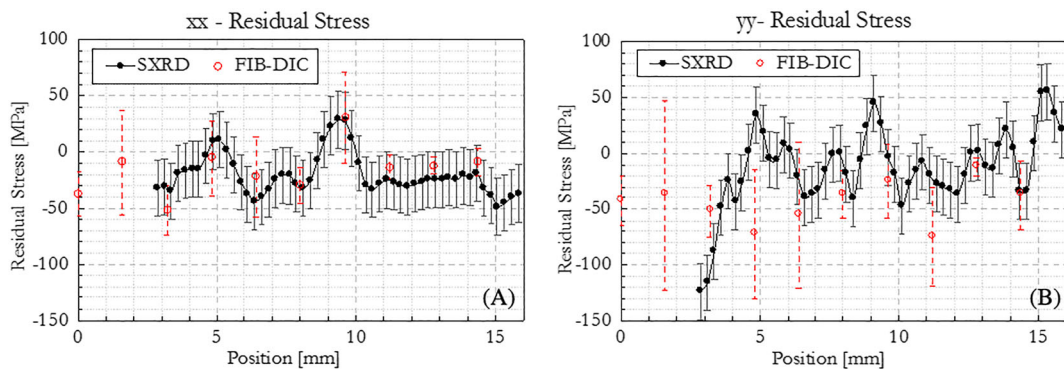 xx - Residual Stress
100
50
0
-50
-100
-150
Residual Stress [MPa]
SXRD
FIB-DIC
(A)
0
5
10
15
Position [mm]
yy- Residual Stress
100
50
0
-50
-100
-150
Residual Stress [MPa]
SXRD
FIB-DIC
(B)
0
5
10
15
Position [mm]